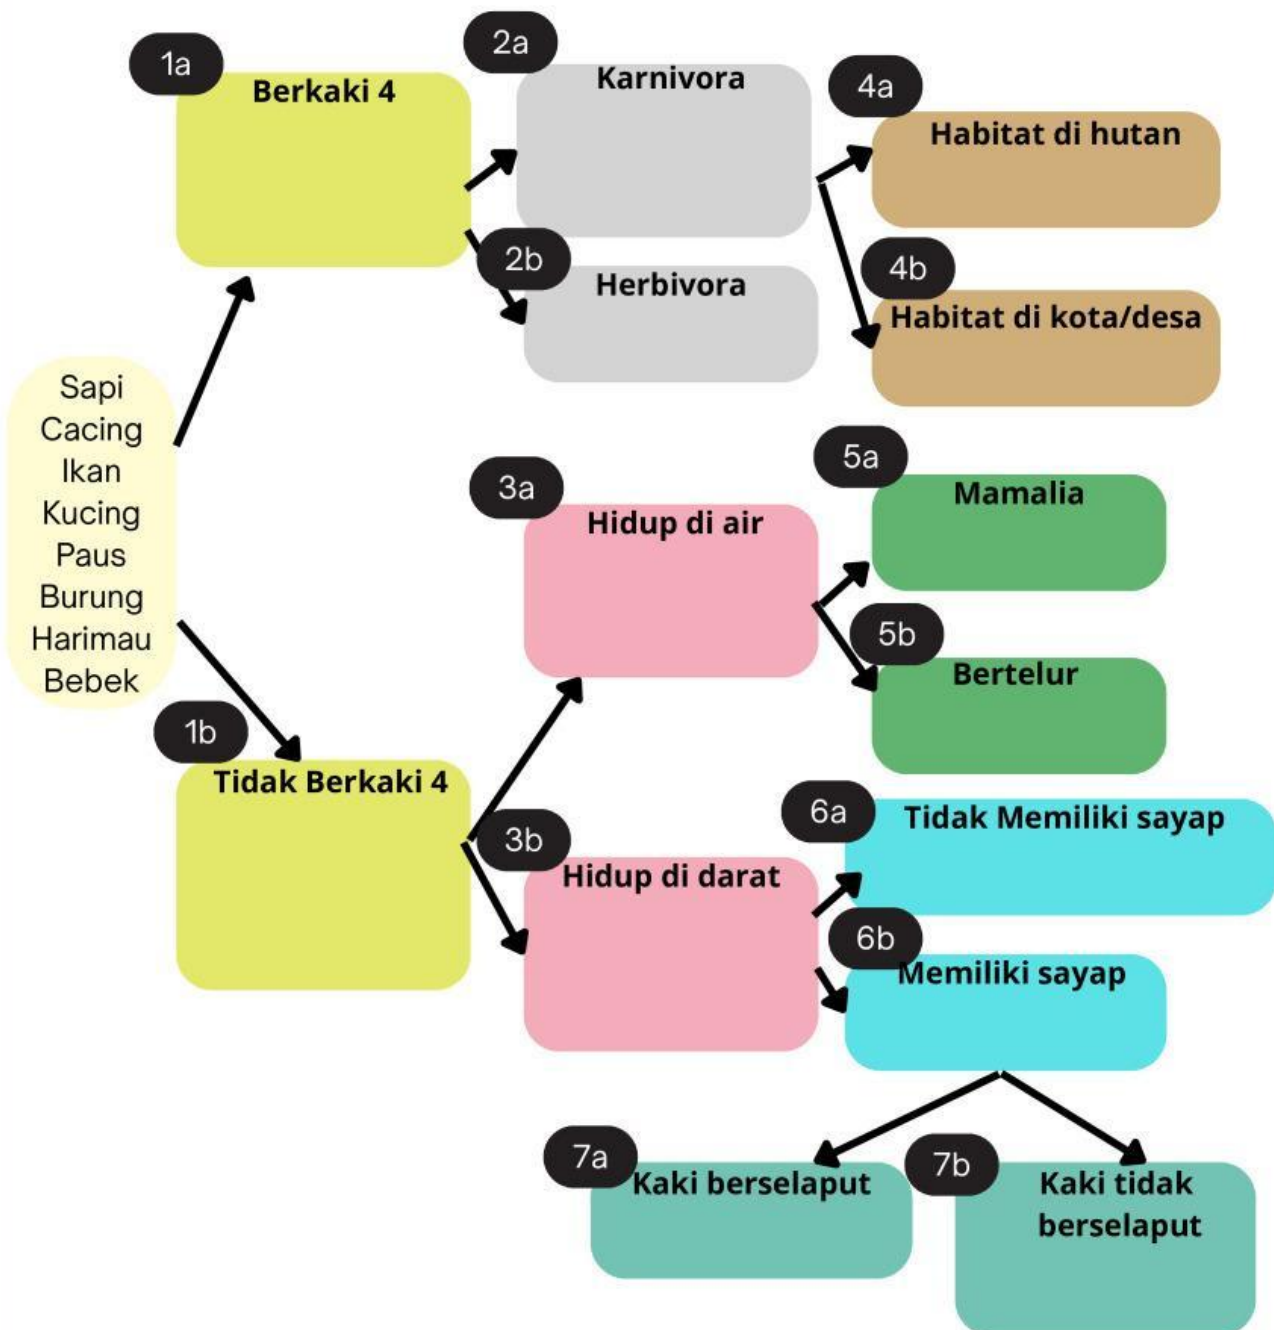 1a
Berkaki 4
2a
Karnivora
4a
Habitat di hutan
2b
Herbivora
4b
Habitat di kota/desa
Sapi
Cacing
Ikan
Kucing
Paus
Burung
Harimau
Bebek
3a
Hidup di air
5a
Mamalia
5b
Bertelur
1b
Tidak Berkaki 4
3b
Hidup di darat
6a
Tidak Memiliki sayap
6b
Memiliki sayap
7a
Kaki berselaput
7b
Kaki tidak
berselaput